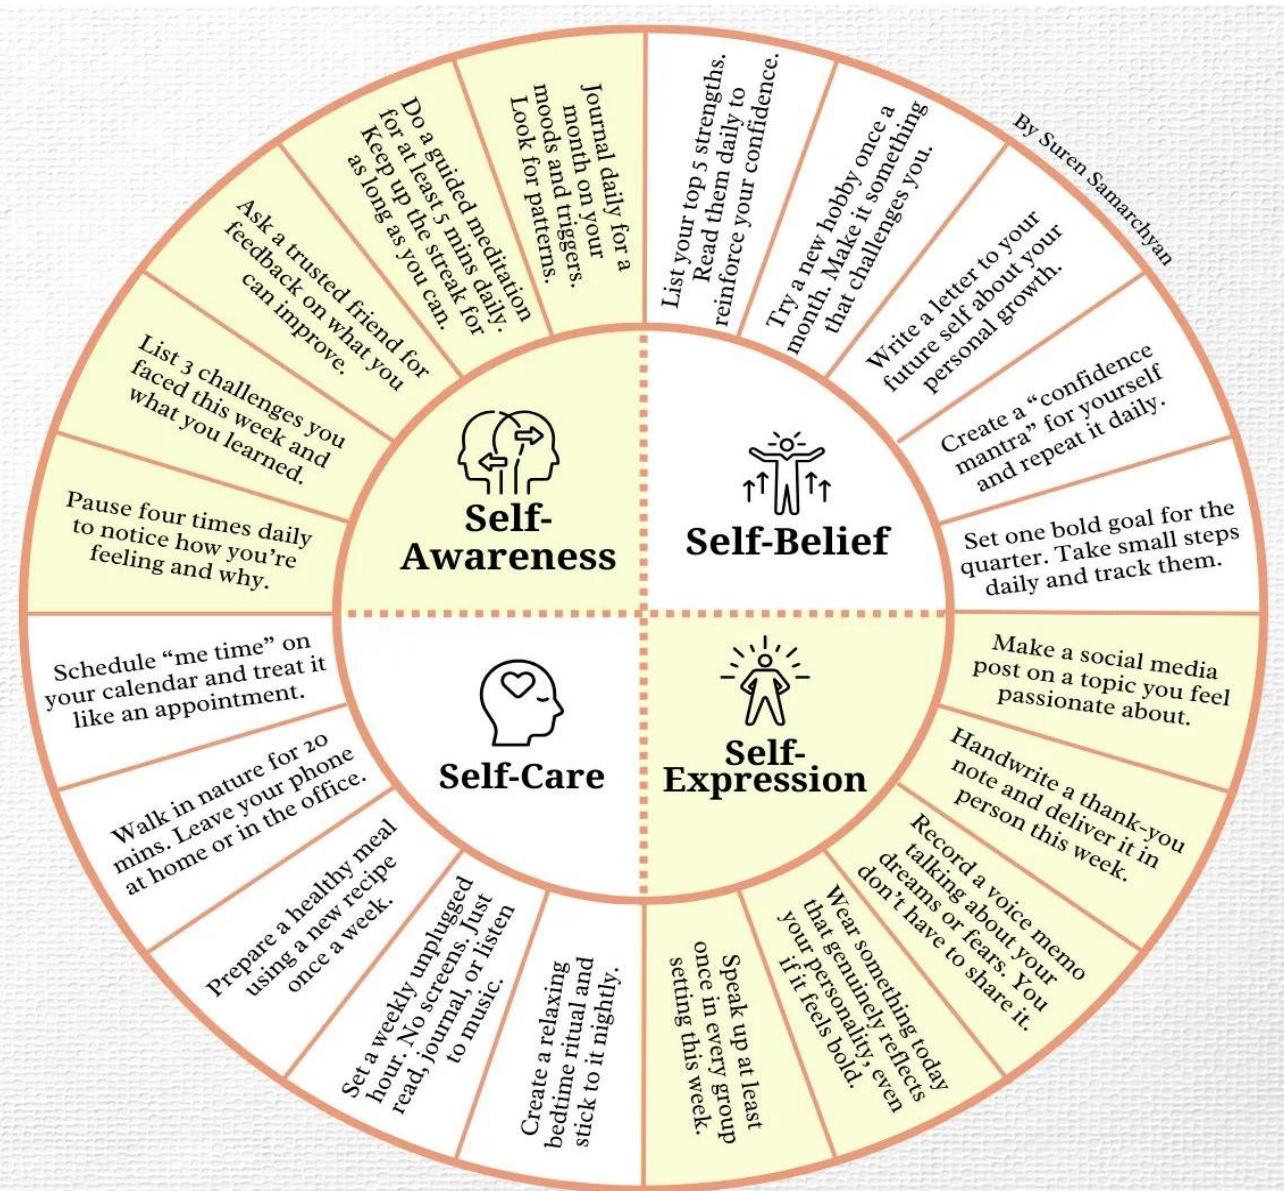 By Suren Samarchyan
Self-
Awareness
Journal daily for a
month on your
moods and triggers.
Look for patterns.
Do a guided meditation
for at least 5 mins daily.
Keep up the streak for
as long as you can.
Ask a trusted friend for
feedback on what you
can improve.
List 3 challenges you
faced this week and
what you learned.
Pause four times daily
to notice how you're
feeling and why.
Self-Belief
List your top 5 strengths.
Read them daily to
reinforce your confidence.
Try a new hobby once a
month. Make it something
that challenges you.
Write a letter to your
future self about your
personal growth.
Create a “confidence
mantra” for yourself
and repeat it daily.
Set one bold goal for the
quarter. Take small steps
daily and track them.
Self-
Expression
Make a social media
post on a topic you feel
passionate about.
Handwrite a thank-you
note and deliver it in
person this week.
Record a voice memo
talking about your
dreams or fears. You
don't have to share it.
Wear something today
that genuinely reflects
your personality, even
if it feels bold.
Speak up at least
once in every group
setting this week.
Self-Care
Schedule “me time” on
your calendar and treat it
like an appointment.
Walk in nature for 20
mins. Leave your phone
at home or in the office.
Prepare a healthy meal
using a new recipe
once a week.
Set a weekly unplugged
hour. No screens. Just
read, journal, or listen
to music.
Create a relaxing
bedtime ritual and
stick to it nightly.